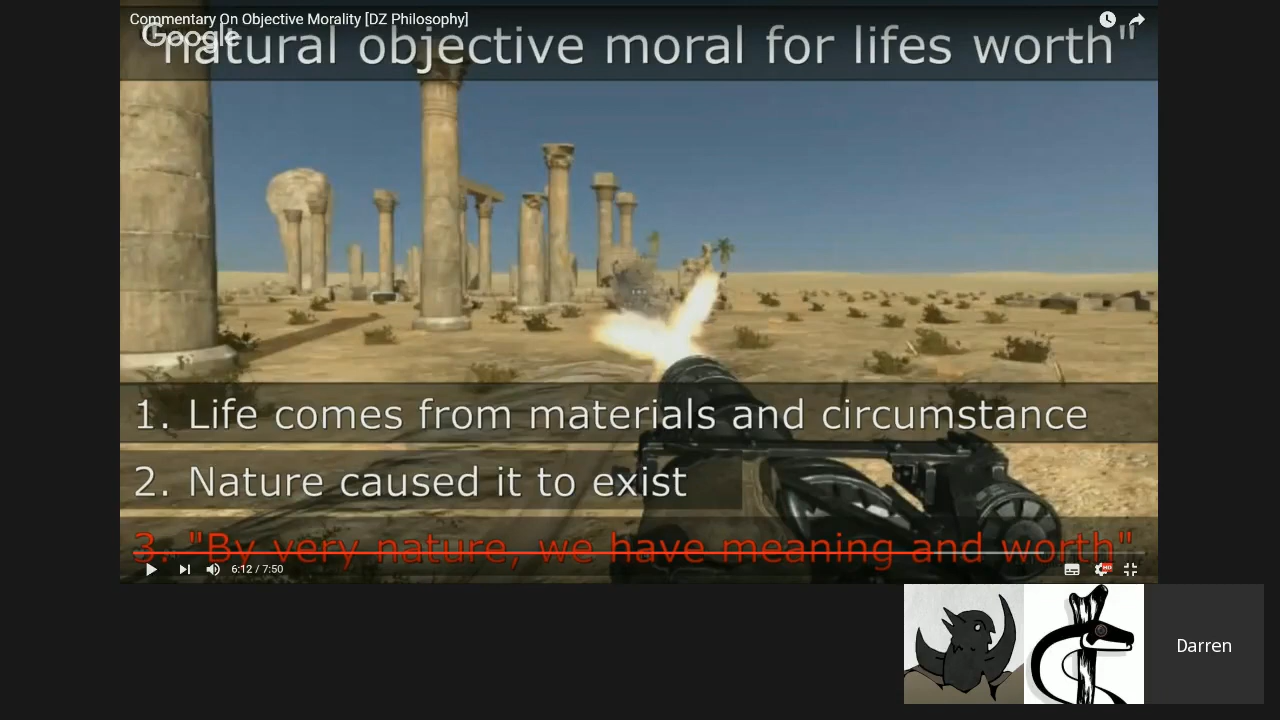 Commentary On Objective Morality [DZ Philosophy]
Google
"natural objective moral for lifes worth"
1. Life comes from materials and circumstance
2. Nature caused it to exist
3. "By very nature, we have meaning and worth"
6:12 / 7:50
HD
Darren